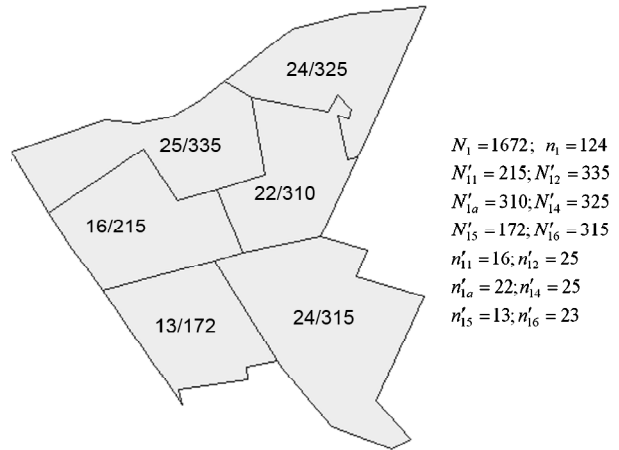 24/325
25/335
22/310
16/215
13/172
24/315
N₁ = 1672; n₁ = 124
N′₁₁ = 215; N′₁₂ = 335
N′₁ₐ = 310; N′₁₄ = 325
N′₁₅ = 172; N′₁₆ = 315
n′₁₁ = 16; n′₁₂ = 25
n′₁ₐ = 22; n′₁₄ = 25
n′₁₅ = 13; n′₁₆ = 23